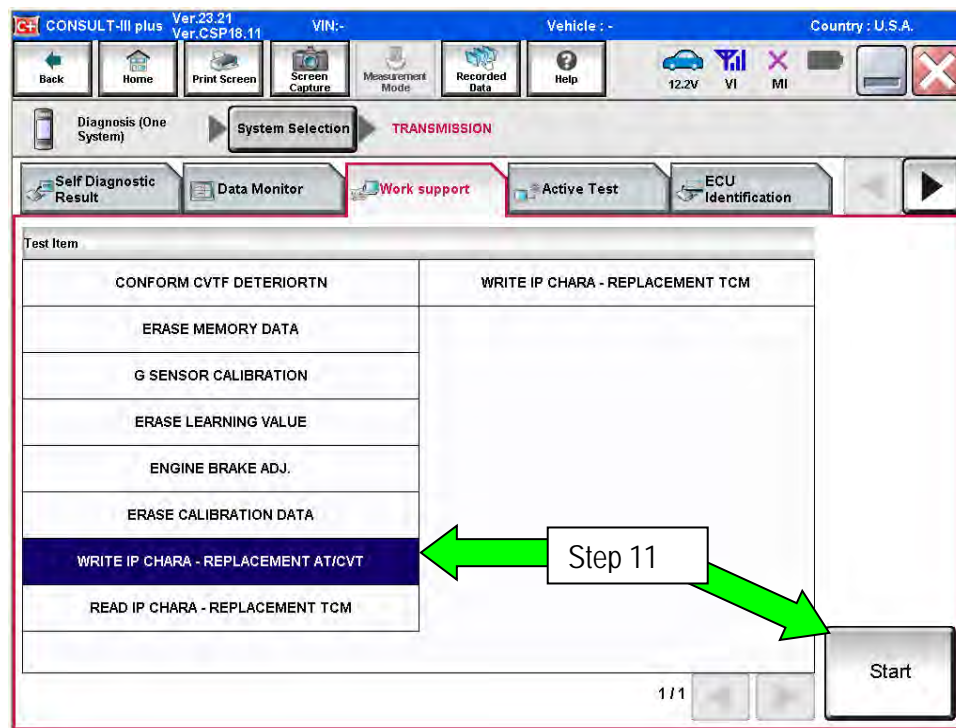 C+ CONSULT-III plus Ver.23.21
Ver.CSP18.11 VIN:- Vehicle : - Country : U.S.A.
Back Home Print Screen Screen
Capture Measurement
Mode Recorded
Data Help 12.2V VI MI
Diagnosis (One
System) System Selection TRANSMISSION
Self Diagnostic
Result Data Monitor Work support Active Test ECU
Identification
Test Item
CONFORM CVTF DETERIORTN WRITE IP CHARA - REPLACEMENT TCM
ERASE MEMORY DATA
G SENSOR CALIBRATION
ERASE LEARNING VALUE
ENGINE BRAKE ADJ.
ERASE CALIBRATION DATA
WRITE IP CHARA - REPLACEMENT AT/CVT
Step 11
READ IP CHARA - REPLACEMENT TCM
Start
1/1